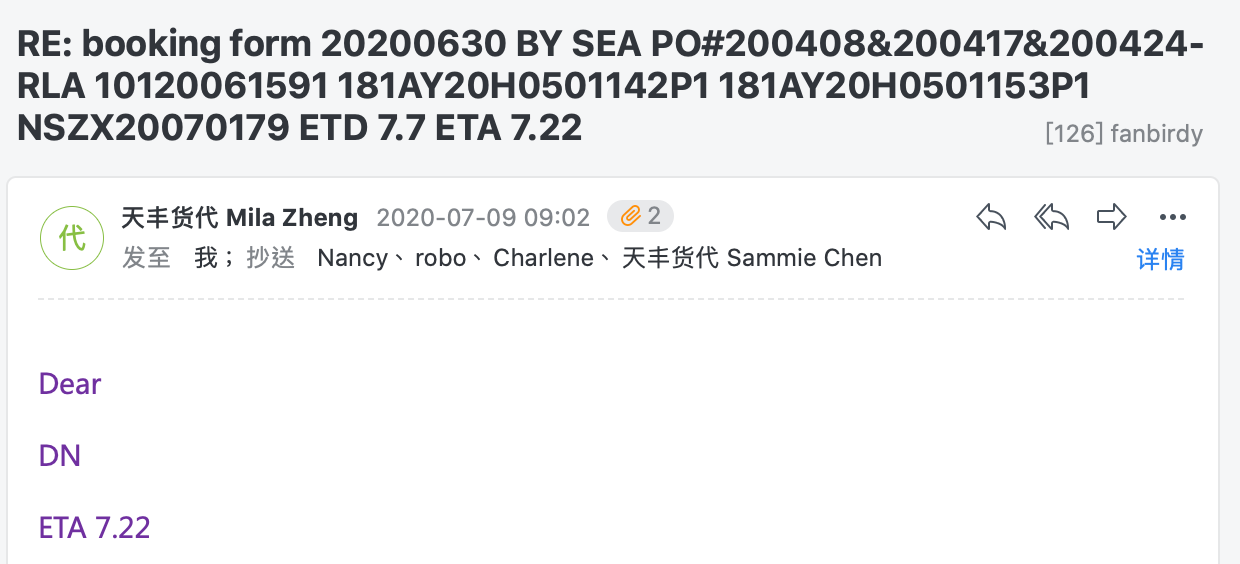 RE: booking form 20200630 BY SEA PO#200408&200417&200424-
RLA 10120061591 181AY20H0501142P1 181AY20H0501153P1
NSZX20070179 ETD 7.7 ETA 7.22
[126] fanbirdy
代
天丰货代 Mila Zheng 2020-07-09 09:02 2
发至 我； 抄送 Nancy、robo、Charlene、天丰货代 Sammie Chen
详情
Dear
DN
ETA 7.22